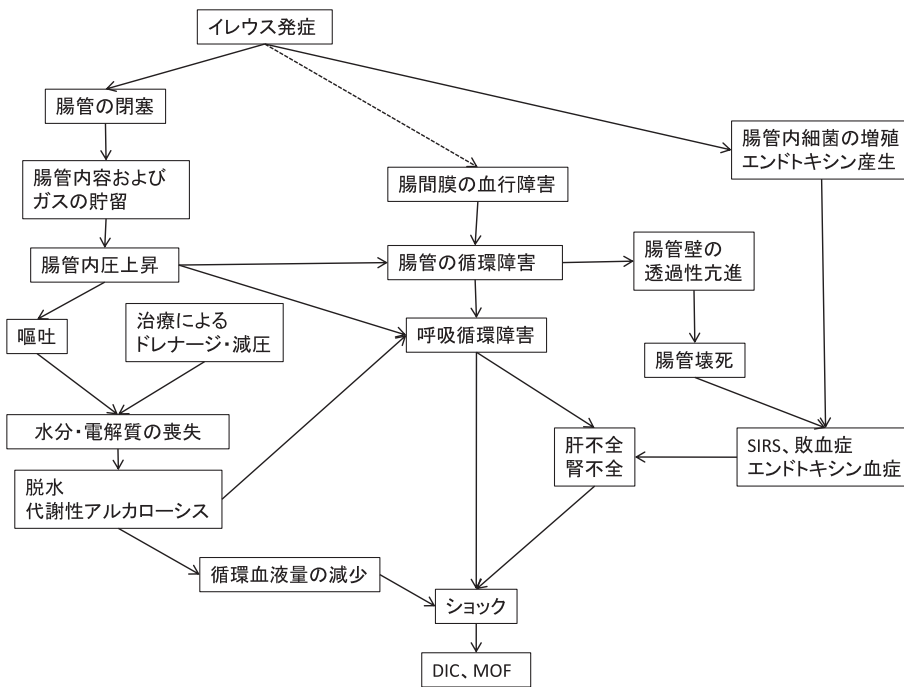 イレウス発症
腸管の閉塞
腸管内細菌の増殖
エンドトキシン産生
腸管内容および
ガスの貯留
腸間膜の血行障害
腸管内圧上昇
腸管の循環障害
腸管壁の
透過性亢進
嘔吐
治療による
ドレナージ・減圧
呼吸循環障害
腸管壊死
水分・電解質の喪失
肝不全
腎不全
SIRS、敗血症
エンドトキシン血症
脱水
代謝性アルカローシス
循環血液量の減少
ショック
DIC、MOF